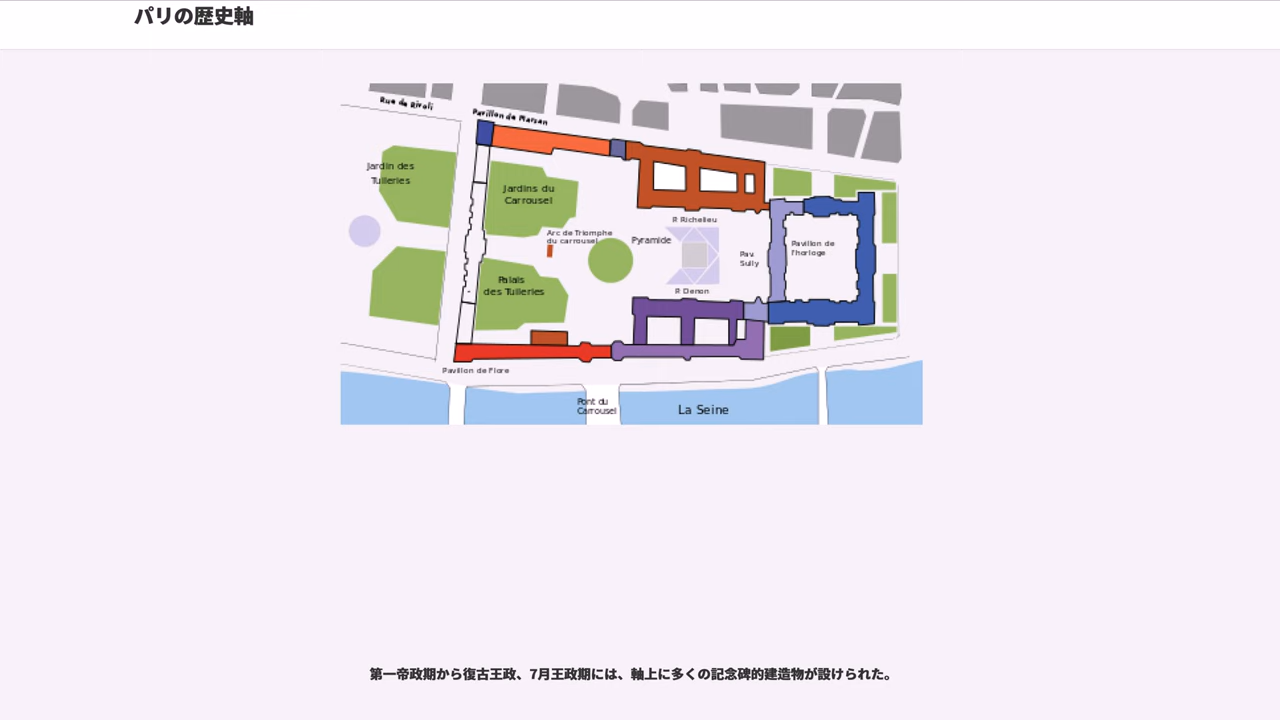 パリの歴史軸
Rue de Rivoli
Pavillon de Marsan
Jardin des
Tuileries
Jardins du
Carrousel
P. Richelieu
Arc de Triomphe
du carrousel
Pyramide
Pav.
Sully
Pavillon de
l'horloge
Palais
des Tuileries
P. Denon
Pavillon de Flore
Pont du
Carrousel
La Seine
第一帝政期から復古王政、7月王政期には、軸上に多くの記念碑的建造物が設けられた。